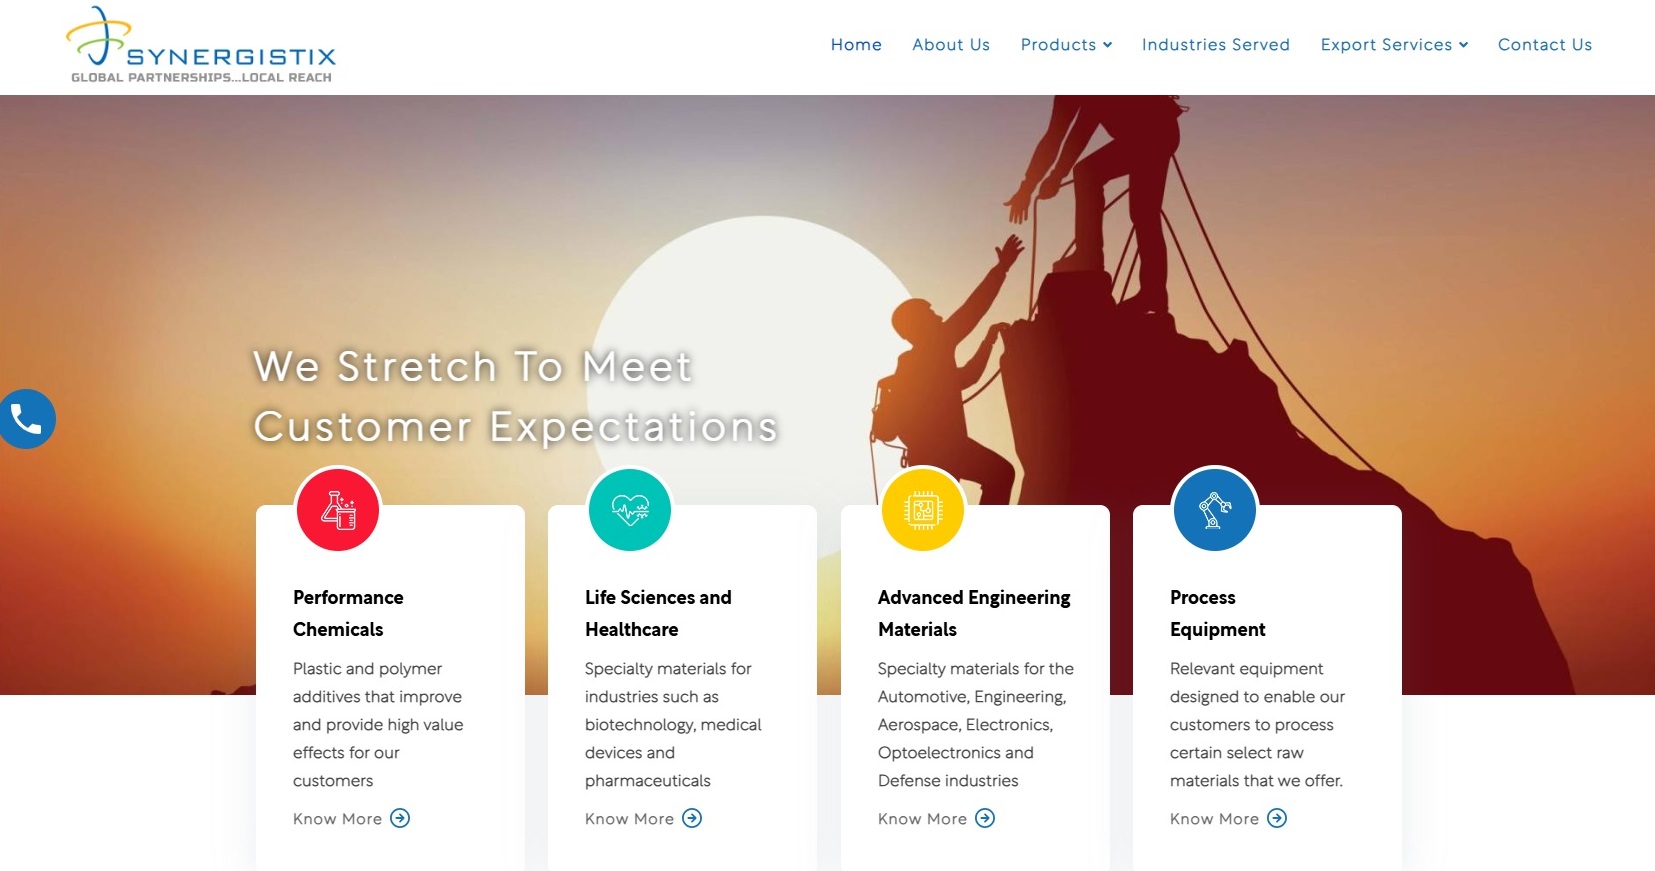 SYNERGISTIX
GLOBAL PARTNERSHIPS...LOCAL REACH
Home
About Us
Products
Industries Served
Export Services
Contact Us
We Stretch To Meet
Customer Expectations
Performance
Chemicals
Plastic and polymer
additives that improve
and provide high value
effects for our
customers
Know More
Life Sciences and
Healthcare
Specialty materials for
industries such as
biotechnology, medical
devices and
pharmaceuticals
Know More
Advanced Engineering
Materials
Specialty materials for the
Automotive, Engineering,
Aerospace, Electronics,
Optoelectronics and
Defense industries
Know More
Process
Equipment
Relevant equipment
designed to enable our
customers to process
certain select raw
materials that we offer.
Know More